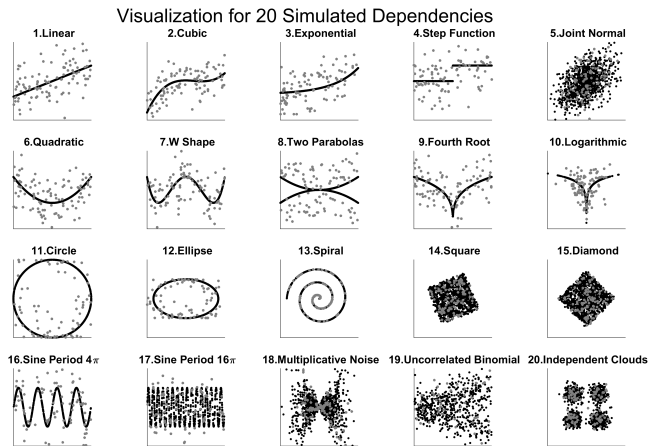 Visualization for 20 Simulated Dependencies
1.Linear
2.Cubic
3.Exponential
4.Step Function
5.Joint Normal
6.Quadratic
7.W Shape
8.Two Parabolas
9.Fourth Root
10.Logarithmic
11.Circle
12.Ellipse
13.Spiral
14.Square
15.Diamond
16.Sine Period 4π
17.Sine Period 16π
18.Multiplicative Noise
19.Uncorrelated Binomial
20.Independent Clouds